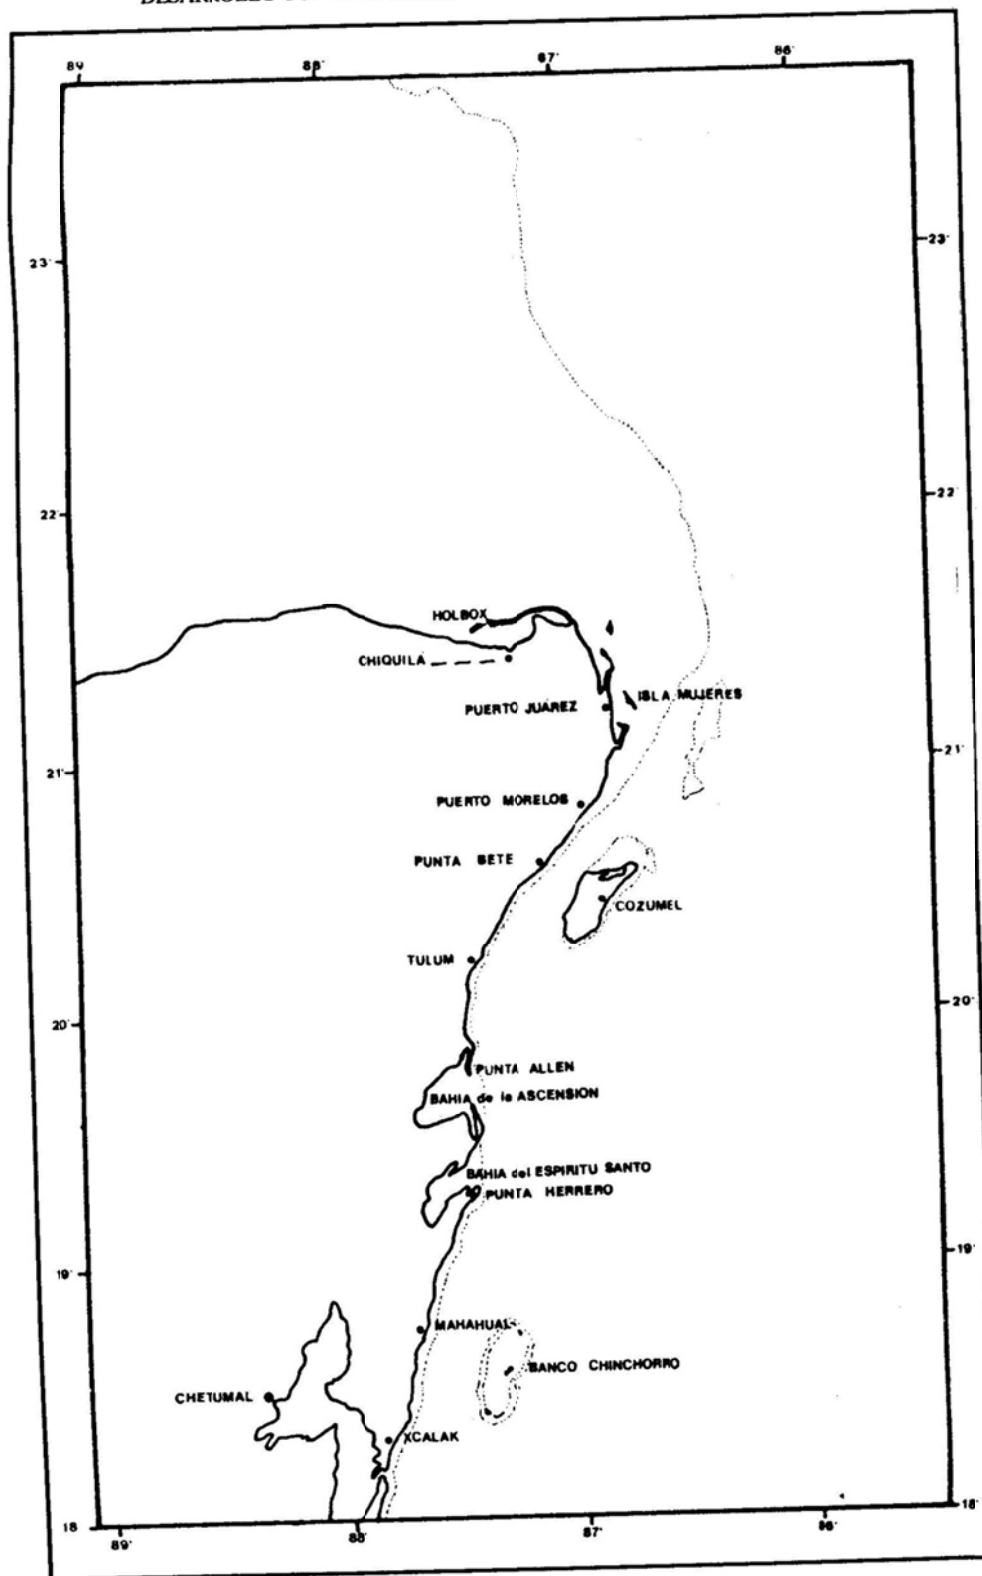 89 88' 87' 86'
23' 23'
22' 22'
HOLBOX
CHIQUILÁ
PUERTO JUÁREZ
ISLA MUJERES
21' 21'
PUERTO MORELOS
PUNTA BETE
COZUMEL
TULUM
20' 20'
PUNTA ALLEN
BAHIA de la ASCENSION
BAHIA del ESPIRITU SANTO
PUNTA HERRERO
19' 19'
MAHAHUAL
BANCO CHINCHORRO
CHETUMAL
XCALAK
18' 18'
89' 88' 87' 86'